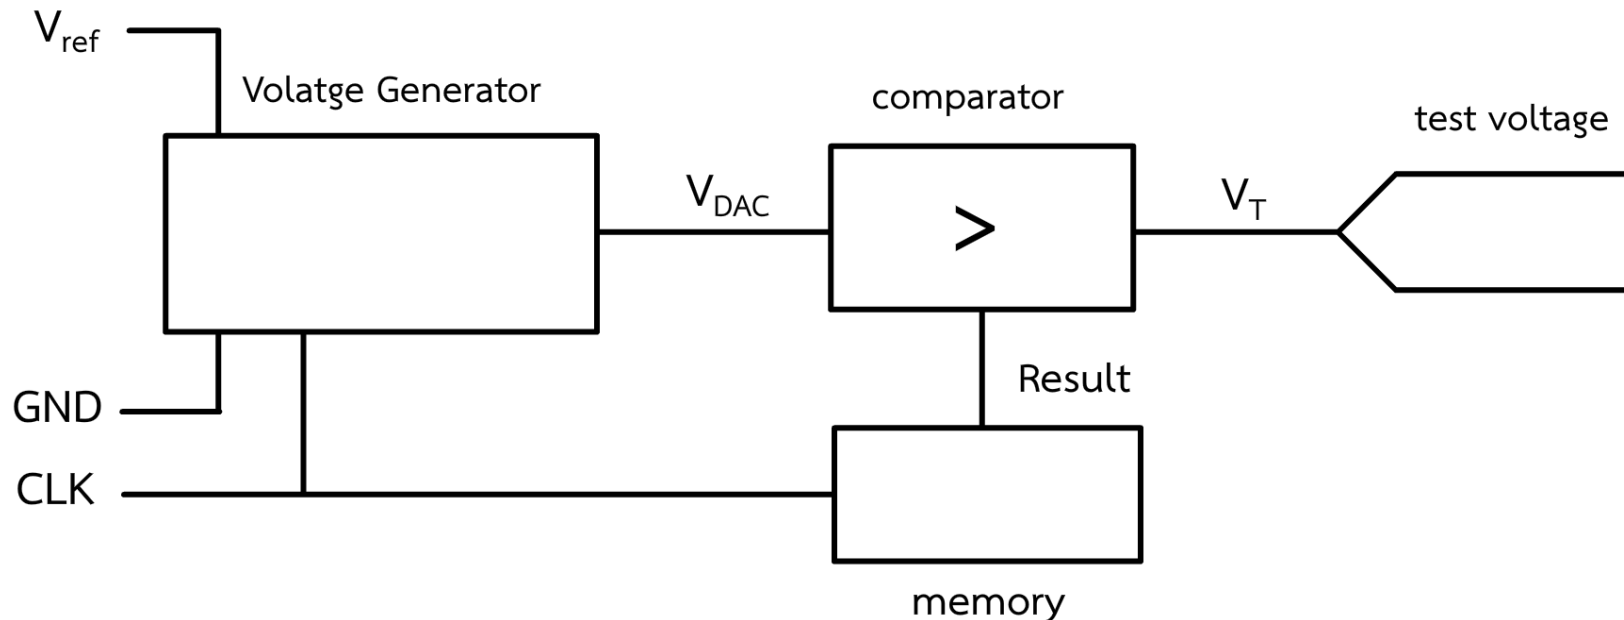 Vref
Volatge Generator
comparator
test voltage
VDAC
>
VT
Result
GND
CLK
memory